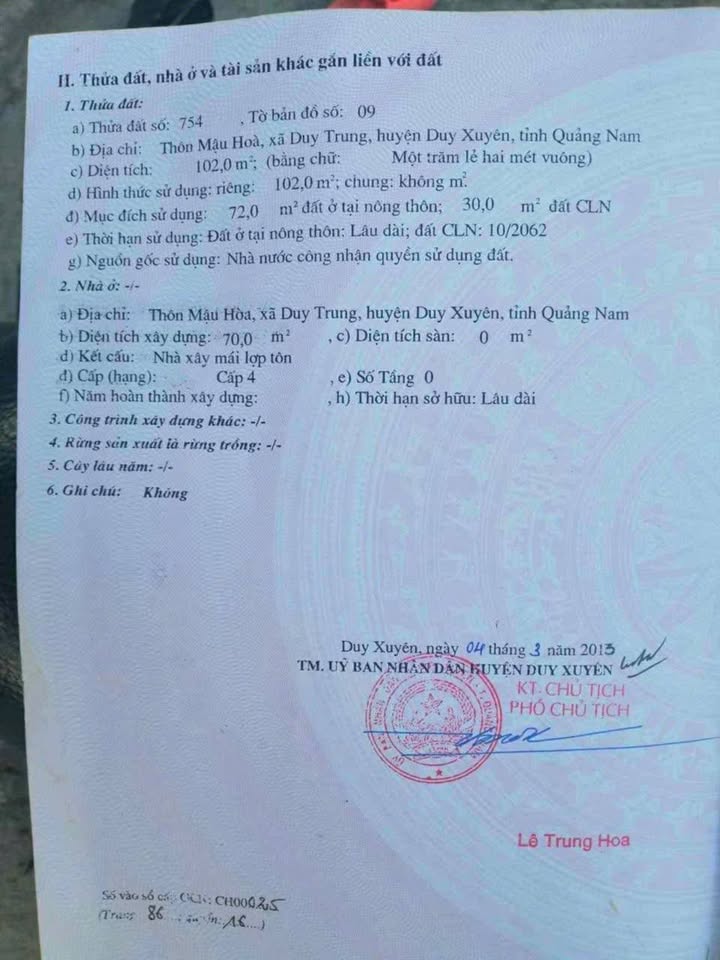 II. Thửa đất, nhà ở và tài sản khác gắn liền với đất
1. Thửa đất:
a) Thửa đất số: 754 , Tờ bản đồ số: 09
b) Địa chỉ: Thôn Mậu Hoà, xã Duy Trung, huyện Duy Xuyên, tỉnh Quảng Nam
c) Diện tích: 102,0 m²; (bằng chữ: Một trăm lẻ hai mét vuông)
d) Hình thức sử dụng: riêng: 102,0 m²; chung: không m².
đ) Mục đích sử dụng: 72,0 m² đất ở tại nông thôn; 30,0 m² đất CLN
e) Thời hạn sử dụng: Đất ở tại nông thôn: Lâu dài; đất CLN: 10/2062
g) Nguồn gốc sử dụng: Nhà nước công nhận quyền sử dụng đất.
2. Nhà ở: -/-
a) Địa chỉ: Thôn Mậu Hòa, xã Duy Trung, huyện Duy Xuyên, tỉnh Quảng Nam
b) Diện tích xây dựng: 70,0 m² , c) Diện tích sàn: 0 m²
d) Kết cấu: Nhà xây mái lợp tôn
đ) Cấp (hạng): Cấp 4 , e) Số Tầng 0
f) Năm hoàn thành xây dựng: , h) Thời hạn sở hữu: Lâu dài
3. Công trình xây dựng khác: -/-
4. Rừng sản xuất là rừng trồng: -/-
5. Cây lâu năm: -/-
6. Ghi chú: Không
Duy Xuyên, ngày 04 tháng 3 năm 2013
TM. UỶ BAN NHÂN DÂN HUYỆN DUY XUYÊN
KT. CHỦ TỊCH
PHÓ CHỦ TỊCH
Lê Trung Hoa
Số vào sổ cấp GCN: CH00025
(Trang 86..., quyển: 16....)